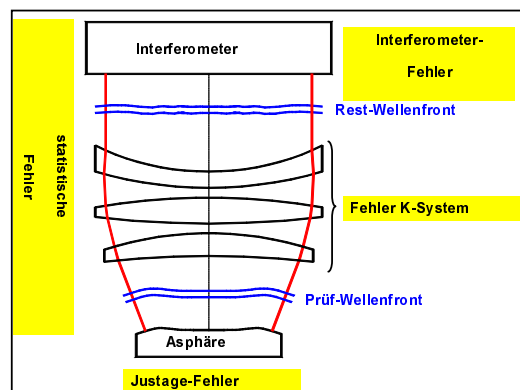 Interferometer
Interferometer-
Fehler
Rest-Wellenfront
statistische
Fehler
Fehler K-System
Prüf-Wellenfront
Asphäre
Justage-Fehler